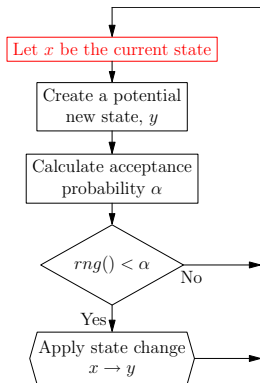 Let x be the current state
Create a potential
new state, y
Calculate acceptance
probability α
rng() < α
No
Yes
Apply state change
x → y